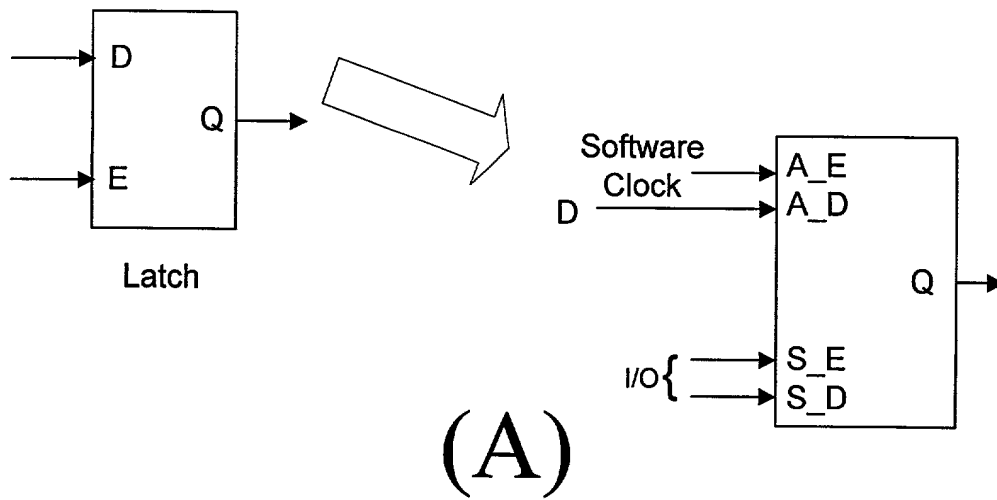 D
Q
E
Latch
Software
Clock
D
A_E
A_D
Q
I/O {
S_E
S_D
(A)